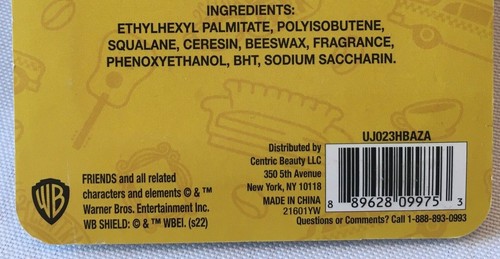 INGREDIENTS:
ETHYLHEXYL PALMITATE, POLYISOBUTENE,
SQUALANE, CERESIN, BEESWAX, FRAGRANCE,
PHENOXYETHANOL, BHT, SODIUM SACCHARIN.
UJ023HBAZA
Distributed by
Centric Beauty LLC
350 5th Avenue
New York, NY 10118
MADE IN CHINA
21601YW
8 89628 09975 3
Questions or Comments? Call 1-888-893-0993
WB
FRIENDS and all related
characters and elements © & ™
Warner Bros. Entertainment Inc.
WB SHIELD: © & ™ WBEI. (s22)